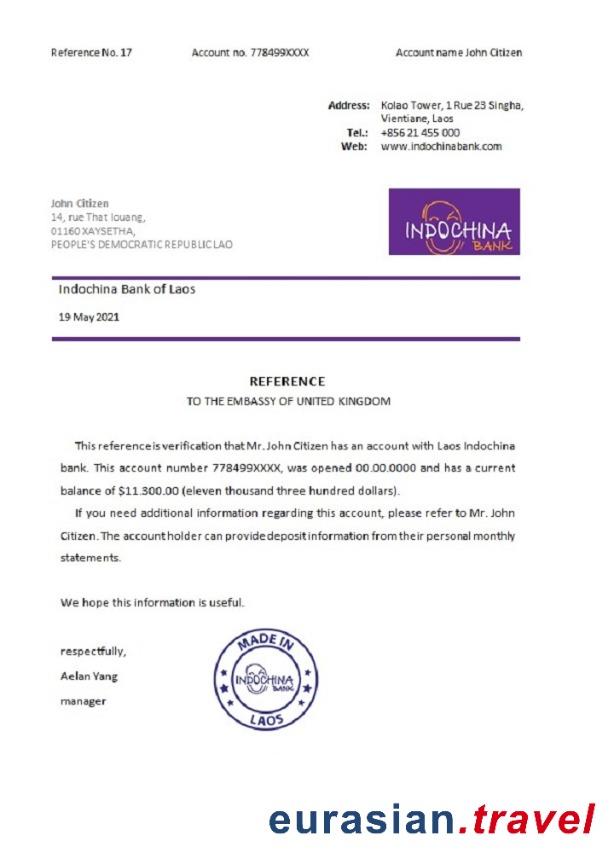 Reference No. 17 Account no. 778499XXXX Account name John Citizen
Address: Kolao Tower, 1 Rue 23 Singha,
Vientiane, Laos
Tel.: +856 21 455 000
Web: www.indochinabank.com
John Citizen
14, rue That louang,
01160 XAYSETHA,
PEOPLE'S DEMOCRATIC REPUBLIC LAO
INDOCHINA
BANK
Indochina Bank of Laos
19 May 2021
REFERENCE
TO THE EMBASSY OF UNITED KINGDOM
This reference is verification that Mr. John Citizen has an account with Laos Indochina
bank. This account number 778499XXXX, was opened 00.00.0000 and has a current
balance of $11.300.00 (eleven thousand three hundred dollars).
If you need additional information regarding this account, please refer to Mr. John
Citizen. The account holder can provide deposit information from their personal monthly
statements.
We hope this information is useful.
respectfully,
Aelan Yang
manager
MADE IN
INDOCHINA
BANK
LAOS
eurasian.travel